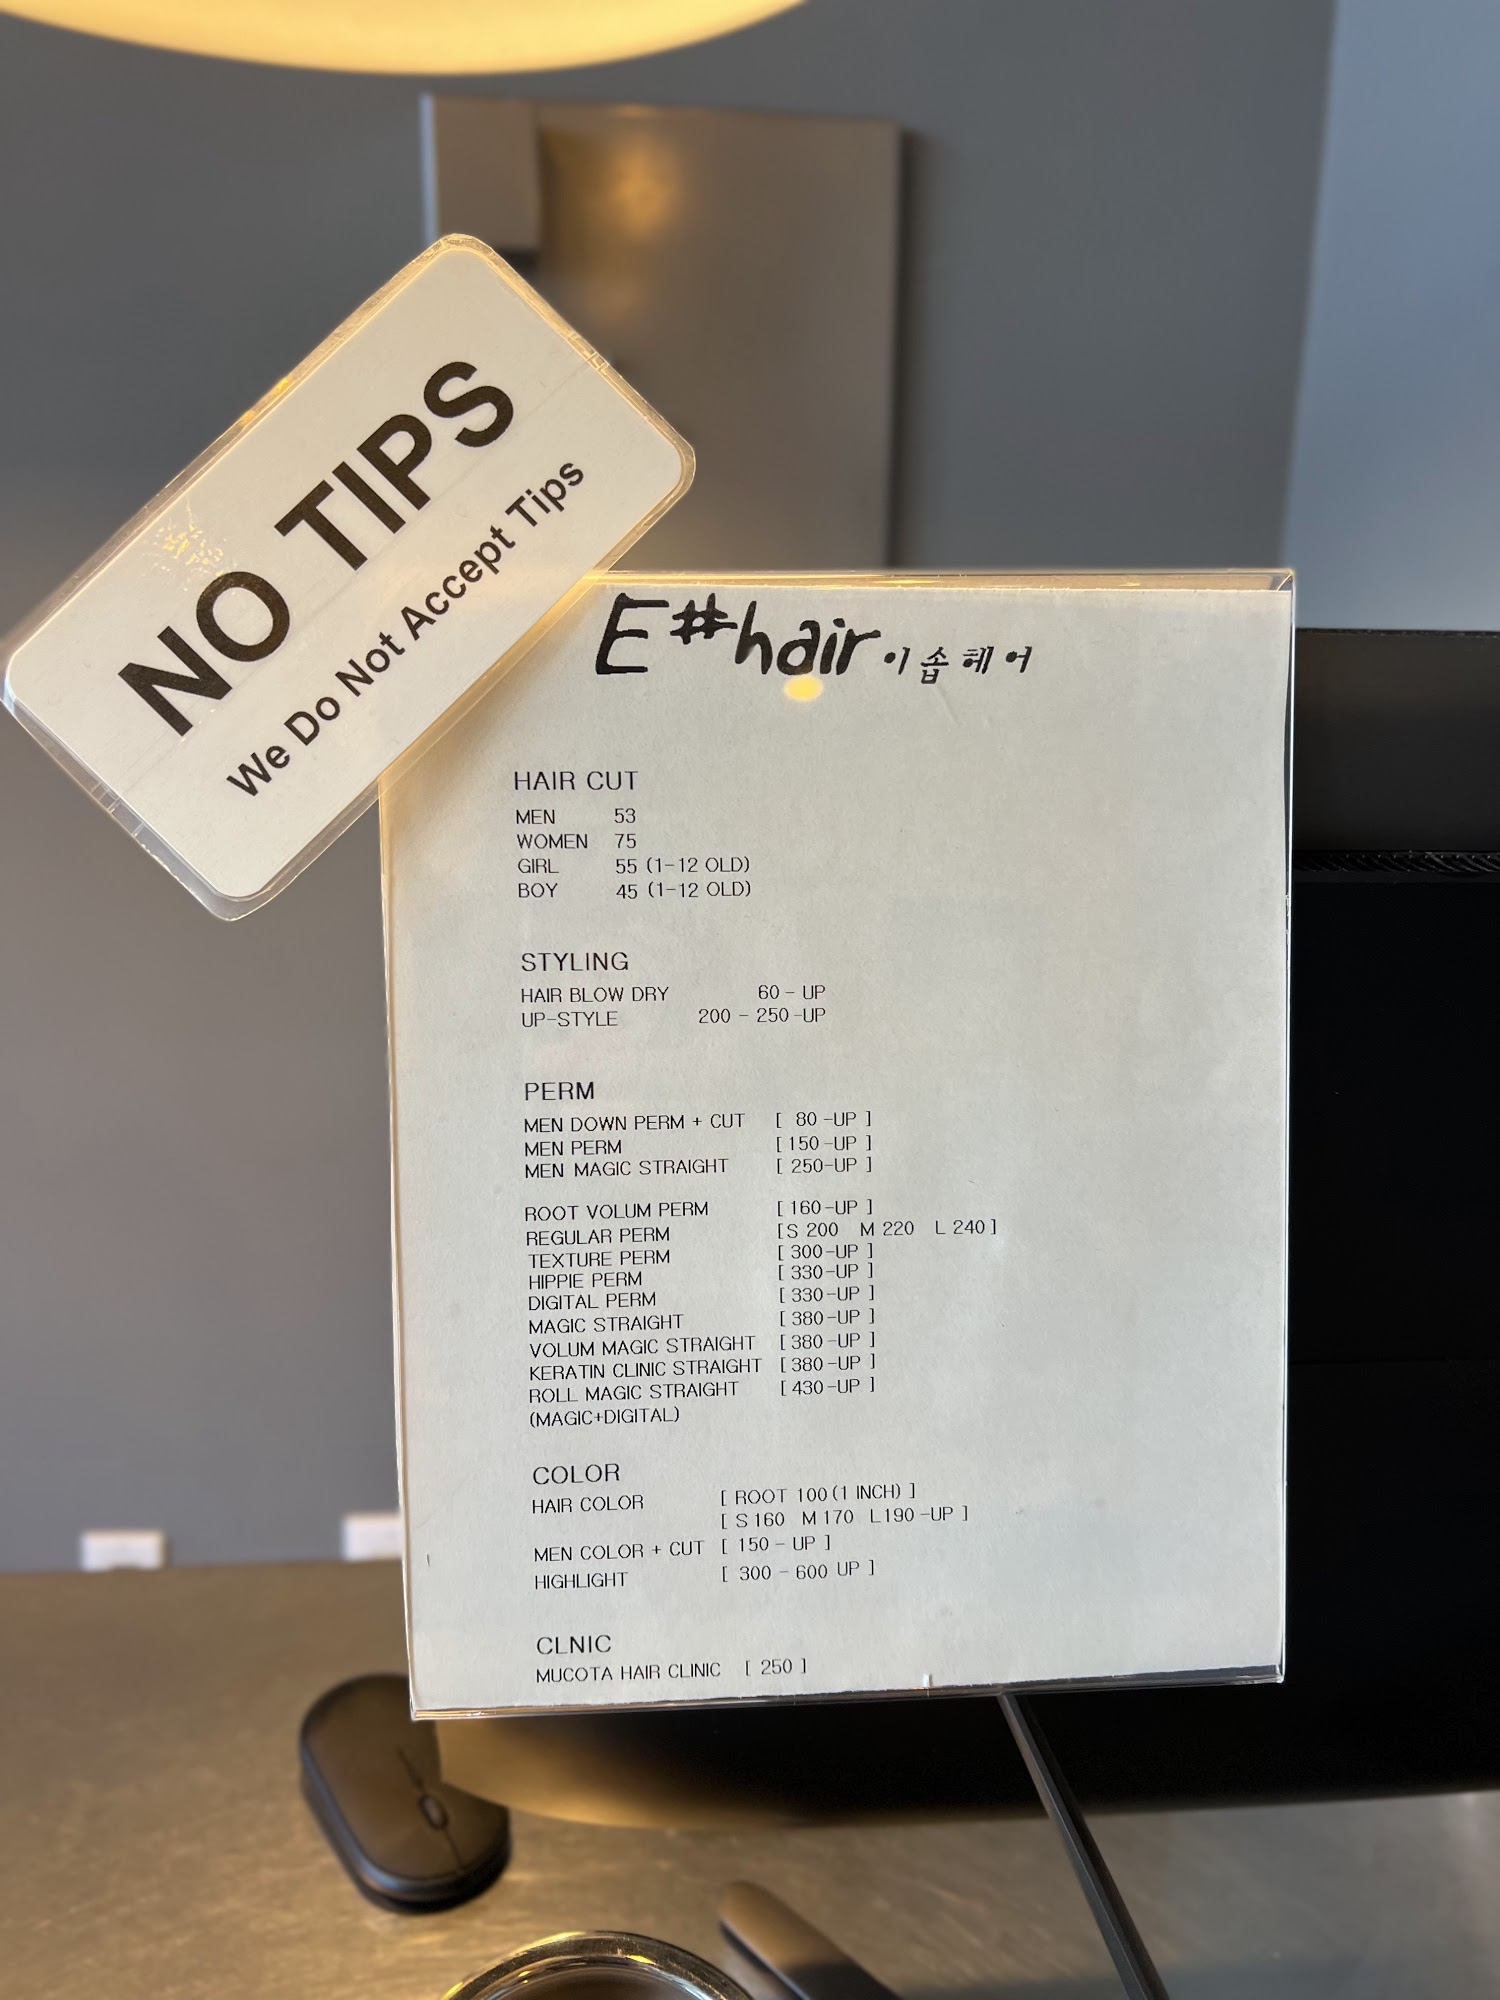 NO TIPS
We Do Not Accept Tips
E#hair 이솝헤어
HAIR CUT
MEN 53
WOMEN 75
GIRL 55 (1-12 OLD)
BOY 45 (1-12 OLD)
STYLING
HAIR BLOW DRY 60 - UP
UP-STYLE 200 - 250 -UP
PERM
MEN DOWN PERM + CUT [ 80 -UP ]
MEN PERM [ 150 -UP ]
MEN MAGIC STRAIGHT [ 250-UP ]
ROOT VOLUM PERM [ 160 -UP ]
REGULAR PERM [ S 200 M 220 L 240 ]
TEXTURE PERM [ 300 -UP ]
HIPPIE PERM [ 330 -UP ]
DIGITAL PERM [ 330 -UP ]
MAGIC STRAIGHT [ 380 -UP ]
VOLUM MAGIC STRAIGHT [ 380 -UP ]
KERATIN CLINIC STRAIGHT [ 380 -UP ]
ROLL MAGIC STRAIGHT [ 430 -UP ]
(MAGIC+DIGITAL)
COLOR
HAIR COLOR [ ROOT 100 (1 INCH) ]
[ S 160 M 170 L 190 -UP ]
MEN COLOR + CUT [ 150 - UP ]
HIGHLIGHT [ 300 - 600 UP ]
CLNIC
MUCOTA HAIR CLINIC [ 250 ]